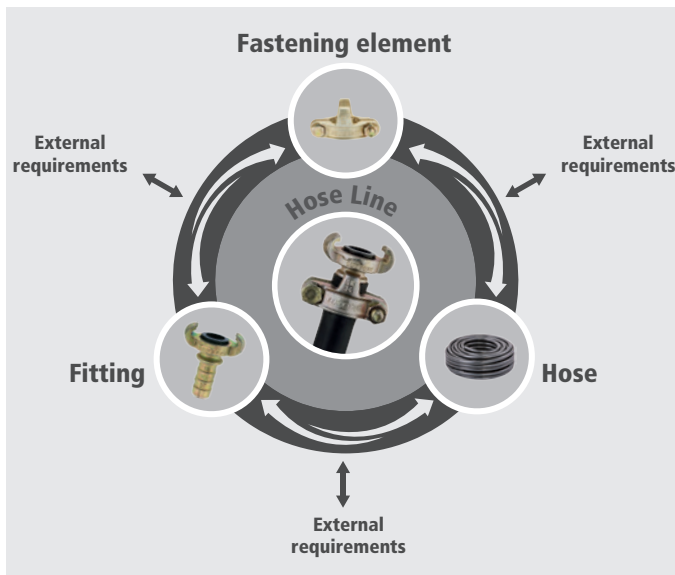 Fastening element
External
requirements
External
requirements
Hose Line
Fitting
Hose
External
requirements